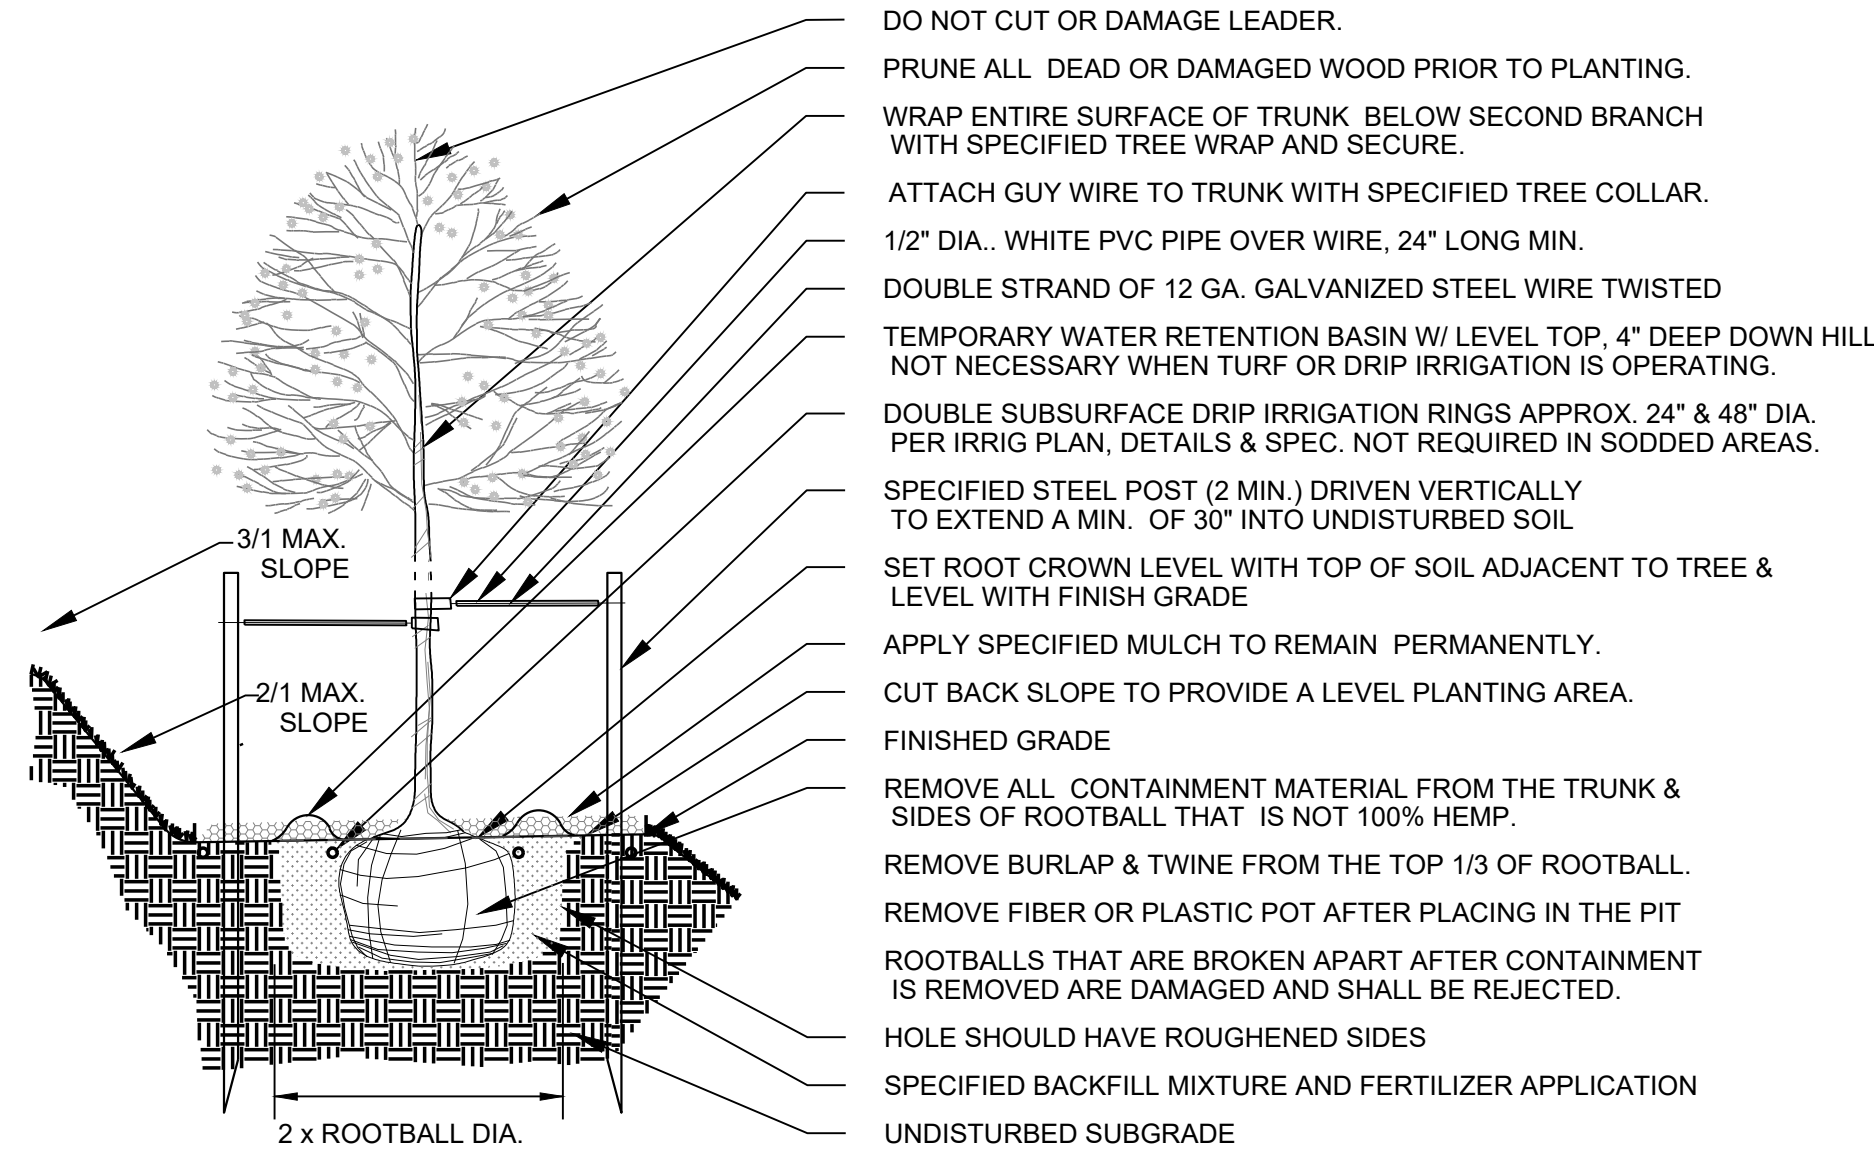 DO NOT CUT OR DAMAGE LEADER.
PRUNE ALL DEAD OR DAMAGED WOOD PRIOR TO PLANTING.
WRAP ENTIRE SURFACE OF TRUNK BELOW SECOND BRANCH
WITH SPECIFIED TREE WRAP AND SECURE.
ATTACH GUY WIRE TO TRUNK WITH SPECIFIED TREE COLLAR.
1/2" DIA.. WHITE PVC PIPE OVER WIRE, 24" LONG MIN.
DOUBLE STRAND OF 12 GA. GALVANIZED STEEL WIRE TWISTED
TEMPORARY WATER RETENTION BASIN W/ LEVEL TOP, 4" DEEP DOWN HILL
NOT NECESSARY WHEN TURF OR DRIP IRRIGATION IS OPERATING.
DOUBLE SUBSURFACE DRIP IRRIGATION RINGS APPROX. 24" & 48" DIA.
PER IRRIG PLAN, DETAILS & SPEC. NOT REQUIRED IN SODDED AREAS.
SPECIFIED STEEL POST (2 MIN.) DRIVEN VERTICALLY
TO EXTEND A MIN. OF 30" INTO UNDISTURBED SOIL
SET ROOT CROWN LEVEL WITH TOP OF SOIL ADJACENT TO TREE &
LEVEL WITH FINISH GRADE
APPLY SPECIFIED MULCH TO REMAIN PERMANENTLY.
CUT BACK SLOPE TO PROVIDE A LEVEL PLANTING AREA.
FINISHED GRADE
REMOVE ALL CONTAINMENT MATERIAL FROM THE TRUNK &
SIDES OF ROOTBALL THAT IS NOT 100% HEMP.
REMOVE BURLAP & TWINE FROM THE TOP 1/3 OF ROOTBALL.
REMOVE FIBER OR PLASTIC POT AFTER PLACING IN THE PIT
ROOTBALLS THAT ARE BROKEN APART AFTER CONTAINMENT
IS REMOVED ARE DAMAGED AND SHALL BE REJECTED.
HOLE SHOULD HAVE ROUGHENED SIDES
SPECIFIED BACKFILL MIXTURE AND FERTILIZER APPLICATION
UNDISTURBED SUBGRADE
3/1 MAX.
SLOPE
2/1 MAX.
SLOPE
2 x ROOTBALL DIA.